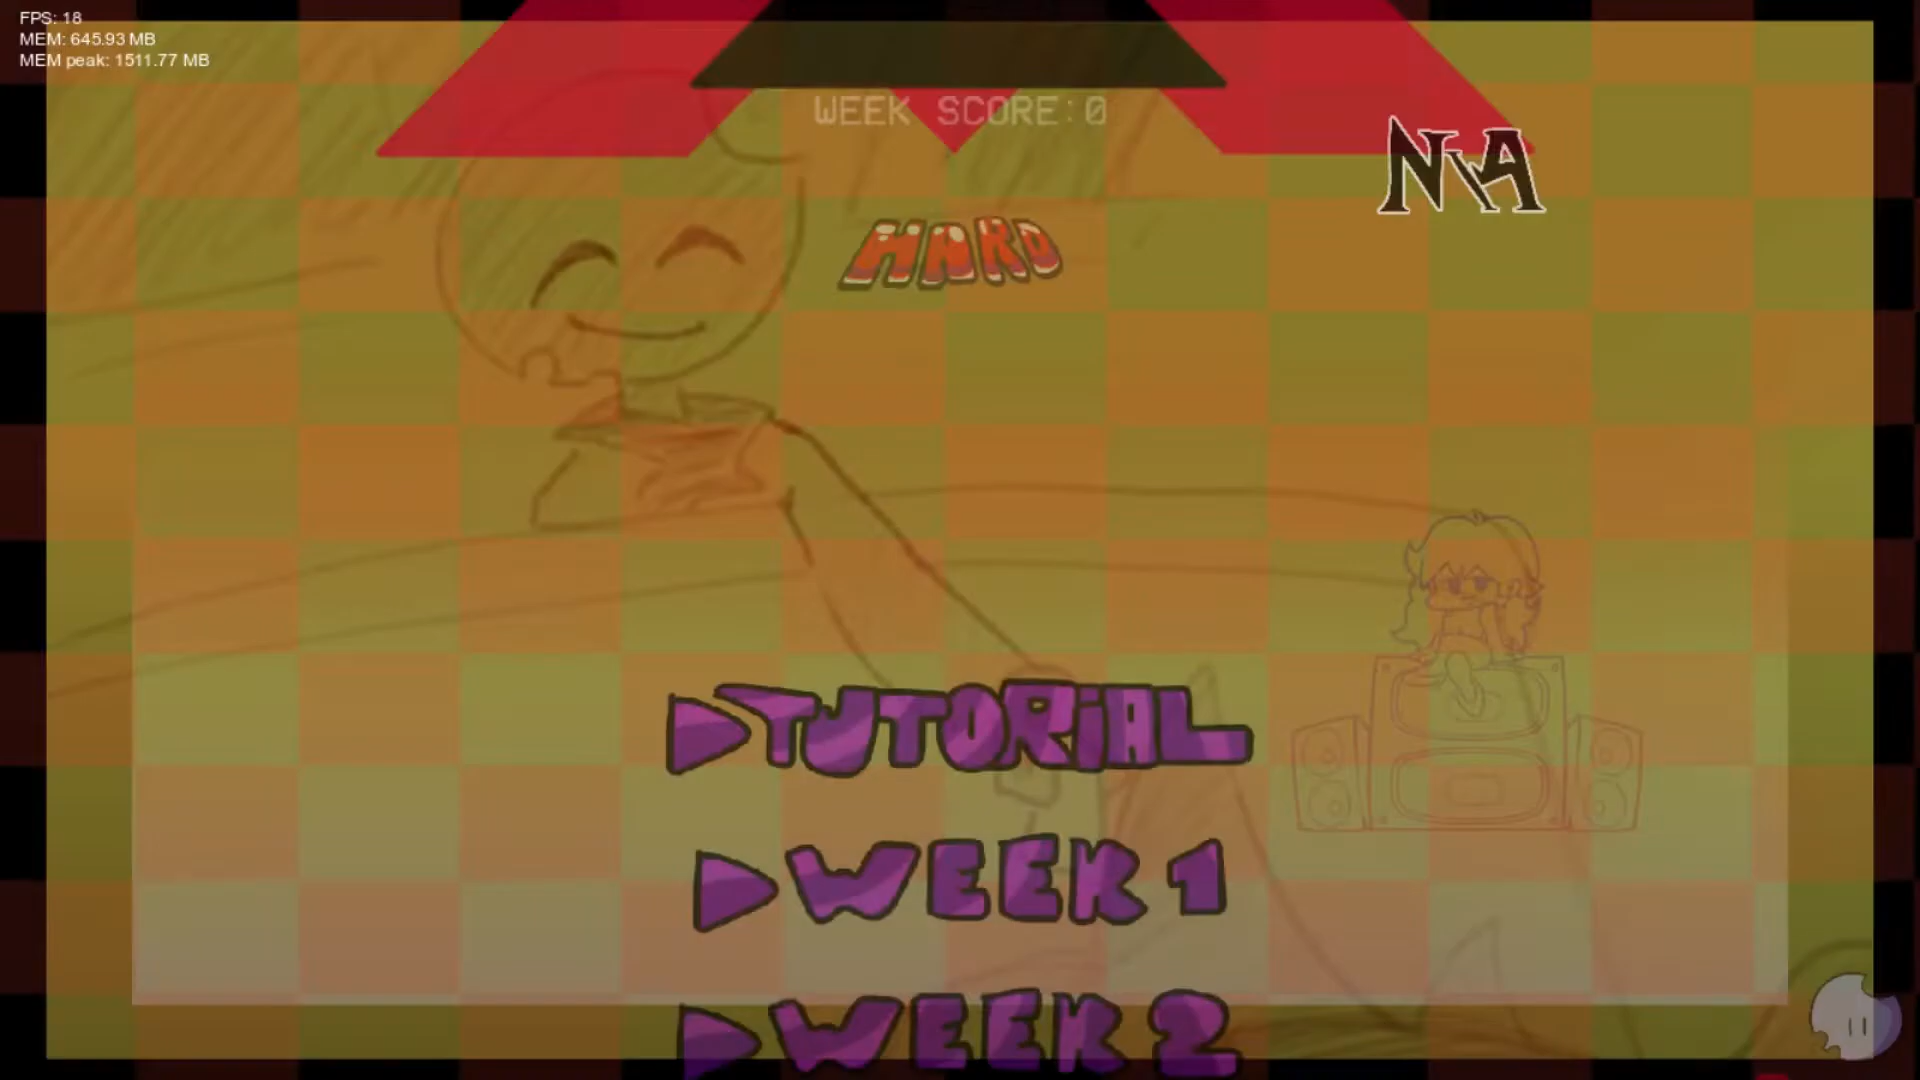 FPS: 18
MEM: 645.93 MB
MEM peak: 1511.77 MB
WEEK SCORE:0
HARD
TUTORIAL
WEEK 1
WEEK 2